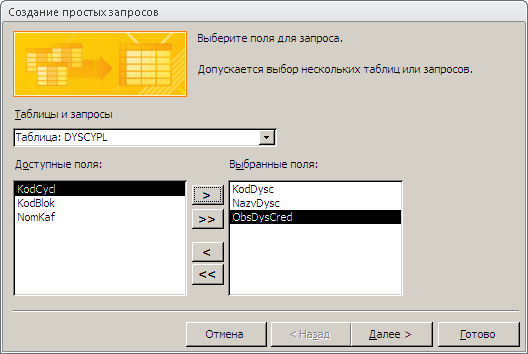 Создание простых запросов
Выберите поля для запроса.
Допускается выбор нескольких таблиц или запросов.
Таблицы и запросы
Таблица: DYSCYPL
Доступные поля:
Выбранные поля:
KodCycl
KodBlok
NomKaf
>
>>
<
<<
KodDysc
NazvDysc
ObsDysCred
Отмена
< Назад
Далее >
Готово